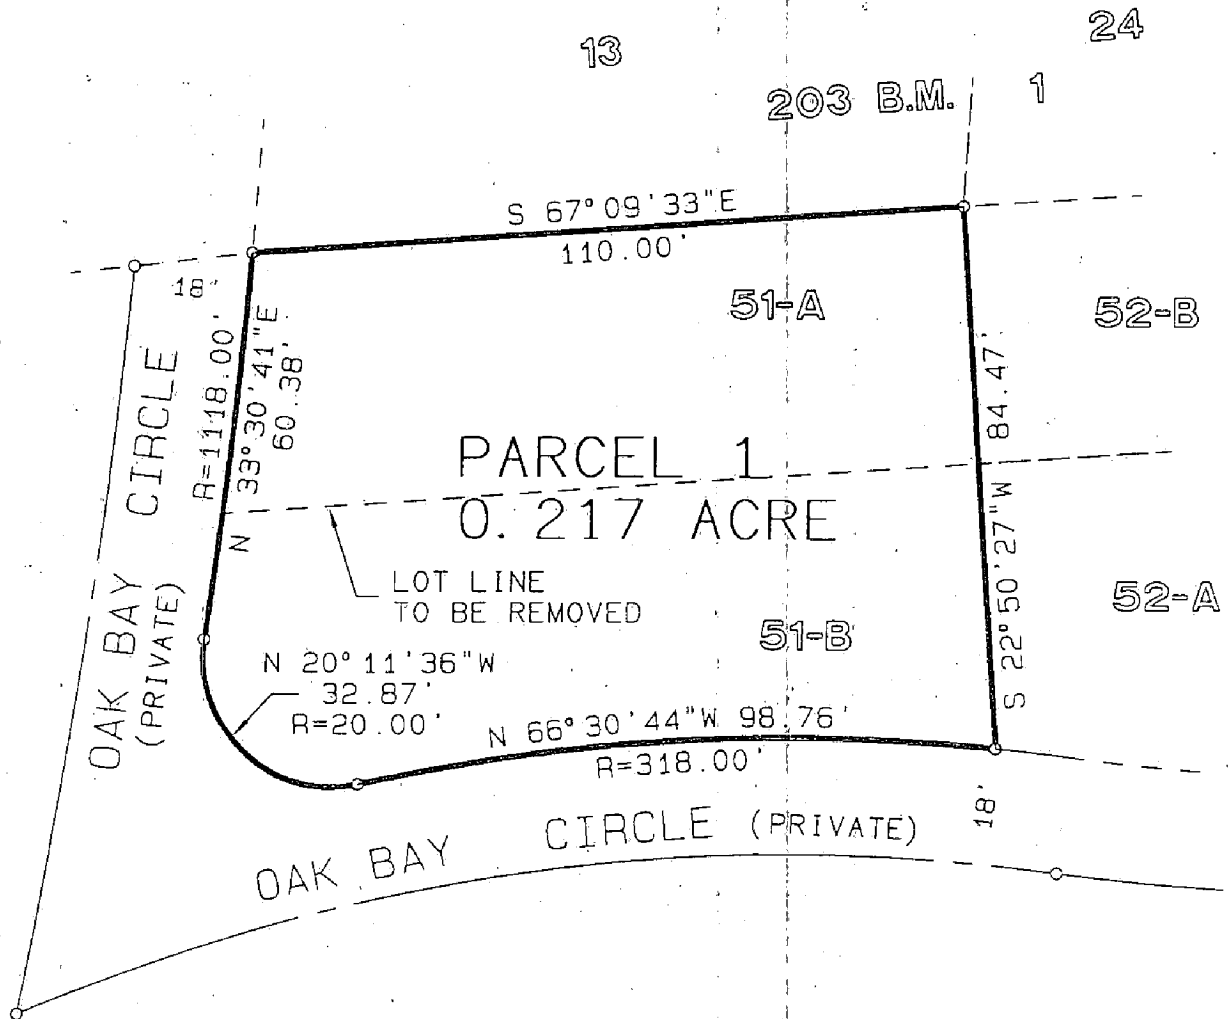 13
24
203 B.M.
1
S 67°09'33"E
110.00'
18'
51-A
52-B
R=1118.00'
N 33°30'41"E
60.38'
84.47'
S 22°50'27"W
OAK BAY CIRCLE
(PRIVATE)
PARCEL 1
0.217 ACRE
LOT LINE
TO BE REMOVED
51-B
52-A
N 20°11'36"W
32.87'
R=20.00'
N 66°30'44"W 98.76'
R=318.00'
18'
OAK BAY CIRCLE (PRIVATE)